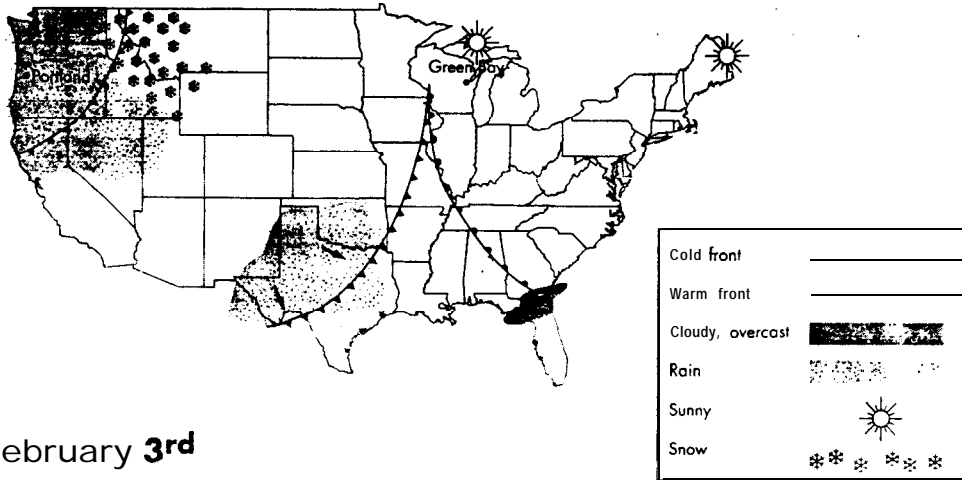 Portland
Green Bay
Cold front
Warm front
Cloudy, overcast
Rain
Sunny
Snow
ebruary 3rd